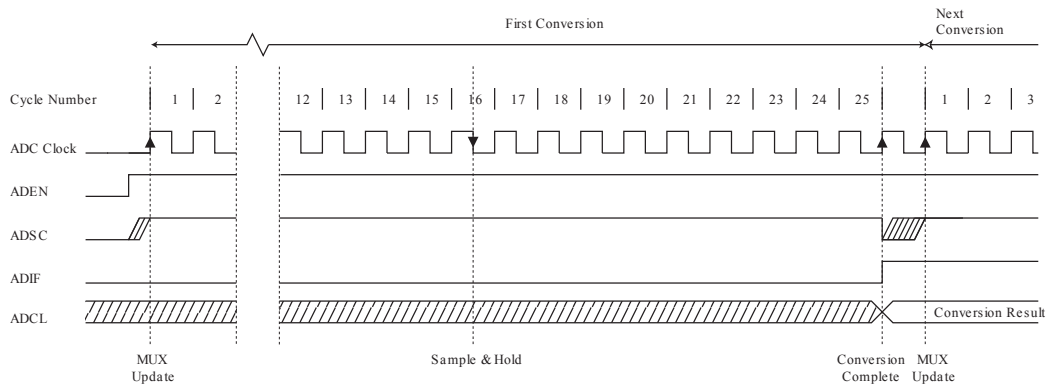 First Conversion
Next
Conversion
Cycle Number 1 2 12 13 14 15 16 17 18 19 20 21 22 23 24 25 1 2 3
ADC Clock
ADEN
ADSC
ADIF
ADCL Conversion Result
MUX
Update
Sample & Hold
Conversion
Complete
MUX
Update